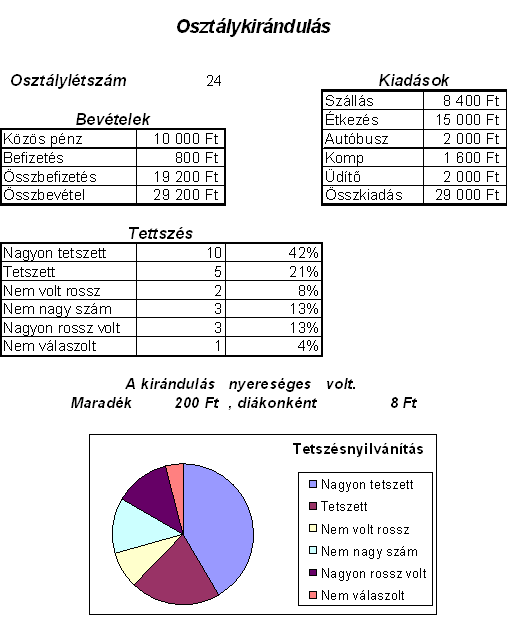 Osztálykirándulás
Osztálylétszám 24
Bevételek
Közös pénz 10 000 Ft
Befizetés 800 Ft
Összbefizetés 19 200 Ft
Összbevétel 29 200 Ft
Kiadások
Szállás 8 400 Ft
Étkezés 15 000 Ft
Autóbusz 2 000 Ft
Komp 1 600 Ft
Üdítő 2 000 Ft
Összkiadás 29 000 Ft
Tettszés
Nagyon tetszett 10 42%
Tetszett 5 21%
Nem volt rossz 2 8%
Nem nagy szám 3 13%
Nagyon rossz volt 3 13%
Nem válaszolt 1 4%
A kirándulás nyereséges volt.
Maradék 200 Ft , diákonként 8 Ft
Tetszésnyilvánítás
Nagyon tetszett
Tetszett
Nem volt rossz
Nem nagy szám
Nagyon rossz volt
Nem válaszolt